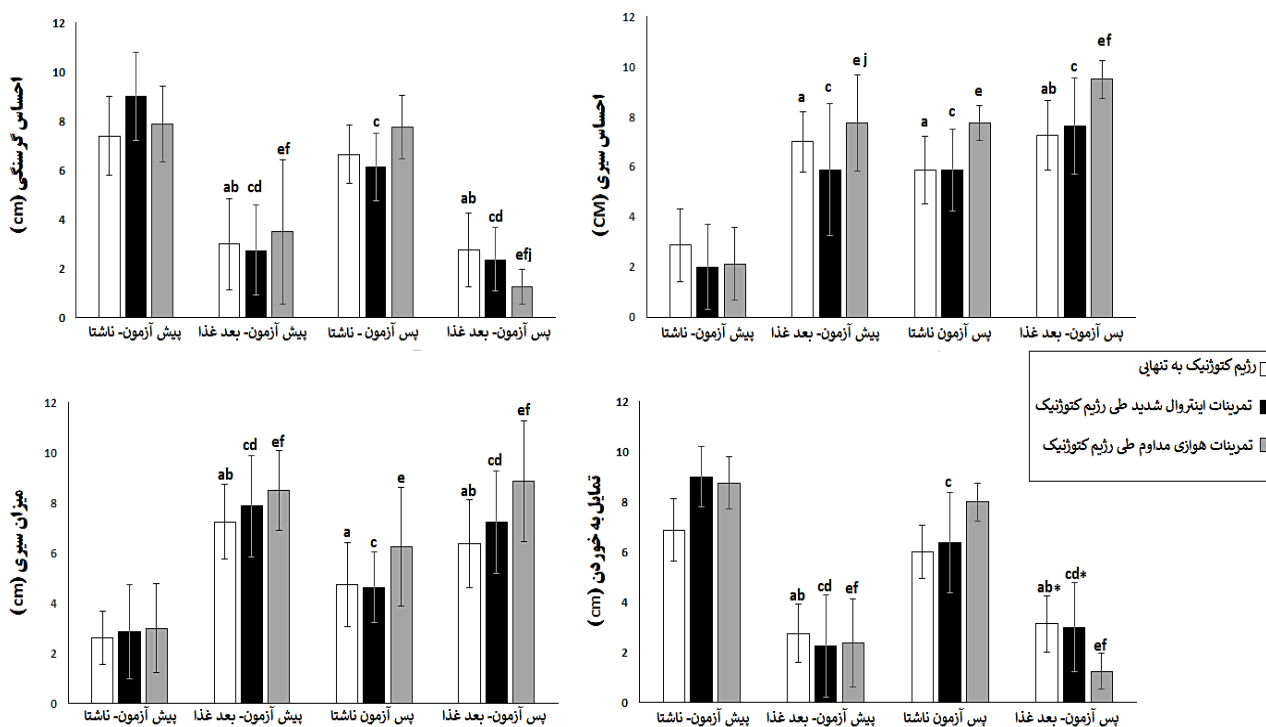 احساس گرسنگی (cm)
12
10
8
6
4
2
0
ab cd ef
c
ab cd efj
پیش آزمون- ناشتا
پیش آزمون- بعد غذا
پس آزمون - ناشتا
پس آزمون- بعد غذا
احساس سیری (CM)
12
10
8
6
4
2
0
a c ej
a c e
ab c ef
پیش آزمون- ناشتا
پیش آزمون- بعد غذا
پس آزمون ناشتا
پس آزمون- بعد غذا
رژیم کتوژنیک به تنهایی
تمرینات اینتروال شدید طی رژیم کتوژنیک
تمرینات هوازی مداوم طی رژیم کتوژنیک
میزان سیری (cm)
12
10
8
6
4
2
0
ab cd ef
a c e
ab cd ef
پیش آزمون- ناشتا
پیش آزمون- بعد غذا
پس آزمون ناشتا
پس آزمون- بعد غذا
تمایل به خوردن (cm)
12
10
8
6
4
2
0
ab cd ef
c
ab* cd* ef
پیش آزمون- ناشتا
پیش آزمون- بعد غذا
پس آزمون ناشتا
پس آزمون- بعد غذا